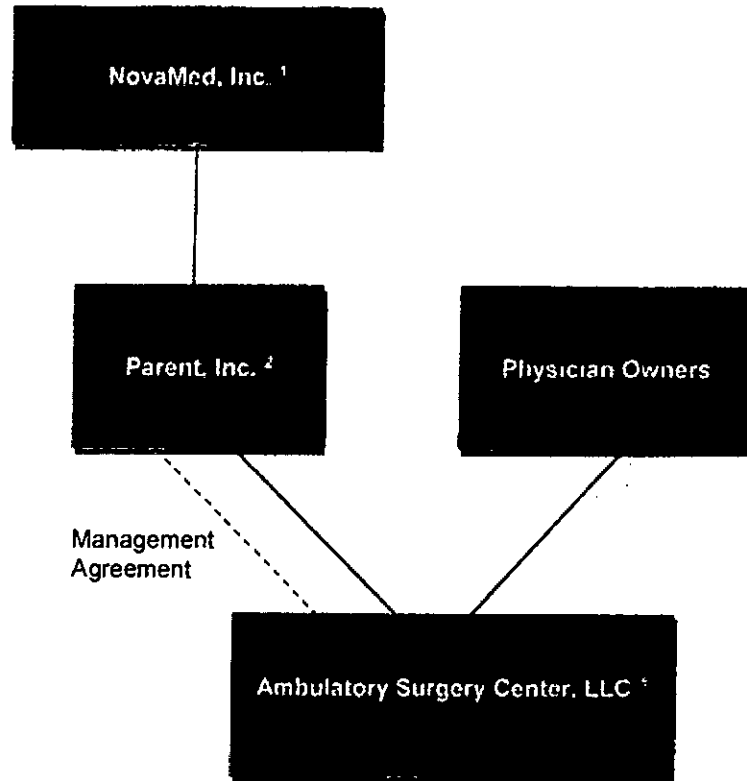 NovaMed, Inc. ¹
Parent, Inc. ²
Physician Owners
Management
Agreement
Ambulatory Surgery Center, LLC